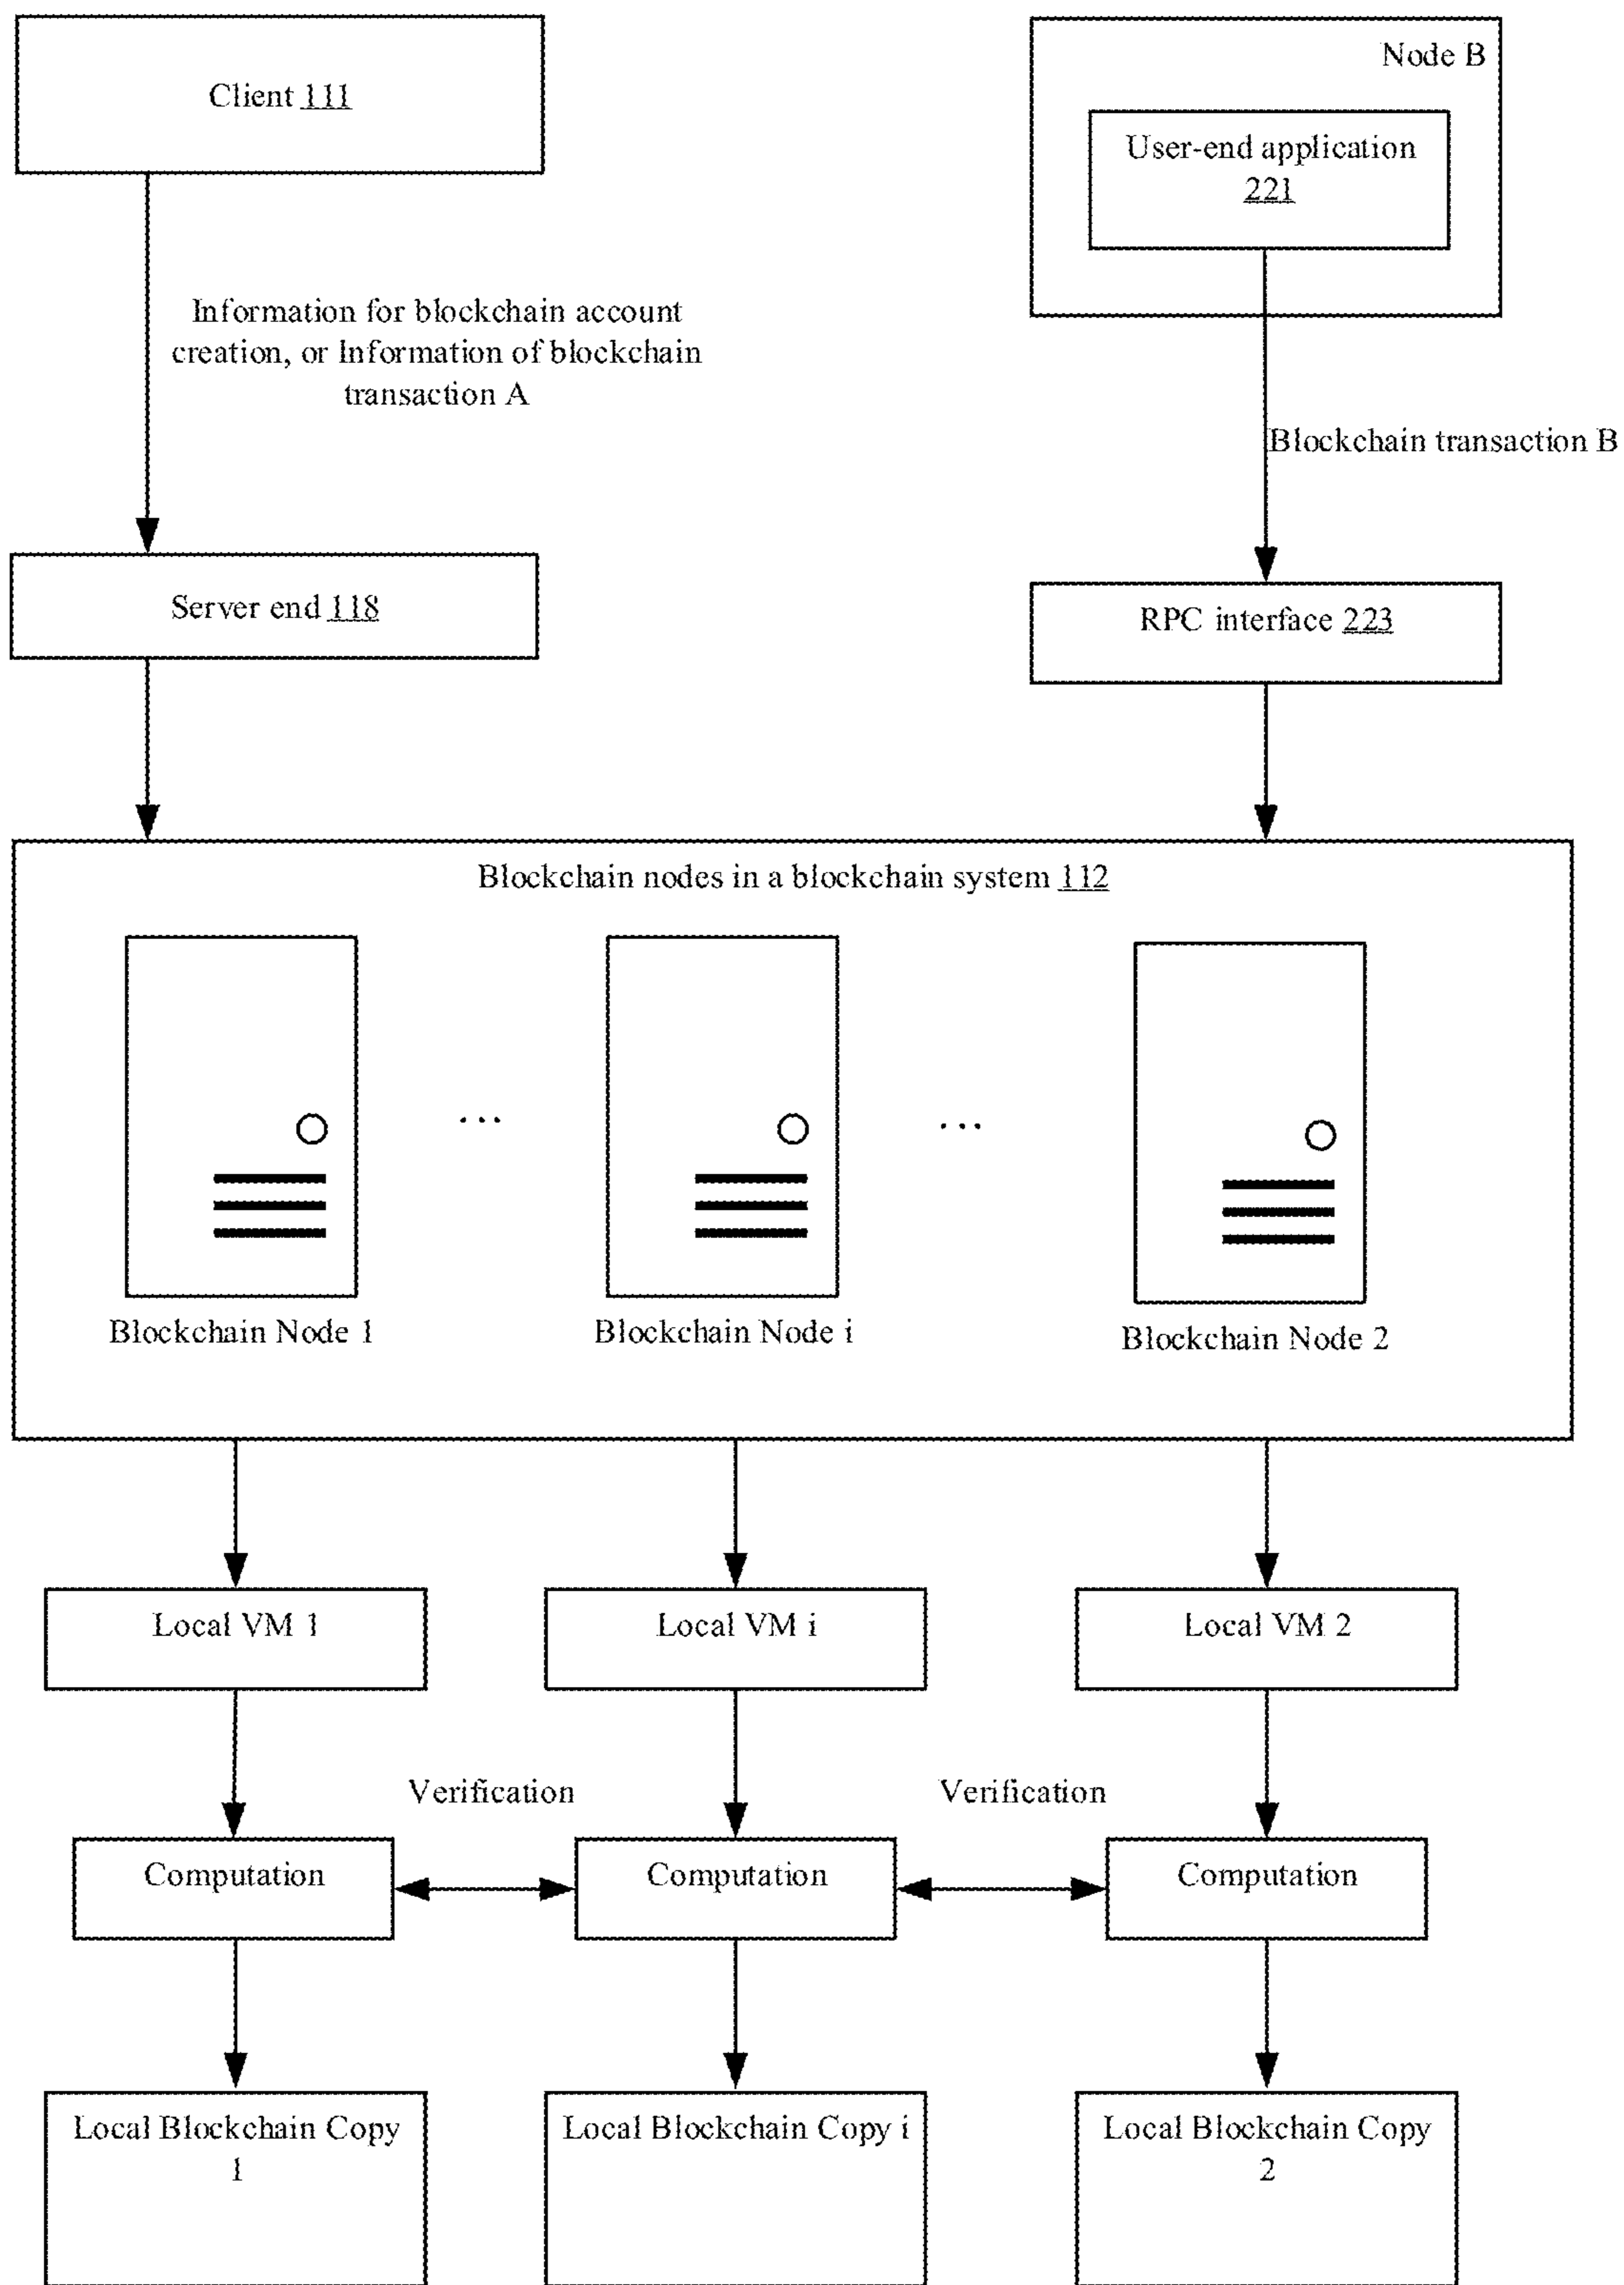 Client 111
Node B
User-end application
221
Information for blockchain account
creation, or Information of blockchain
transaction A
Blockchain transaction B
Server end 118
RPC interface 223
Blockchain nodes in a blockchain system 112
...
...
Blockchain Node 1
Blockchain Node i
Blockchain Node 2
Local VM 1
Local VM i
Local VM 2
Verification
Verification
Computation
Computation
Computation
Local Blockchain Copy
1
Local Blockchain Copy i
Local Blockchain Copy
2